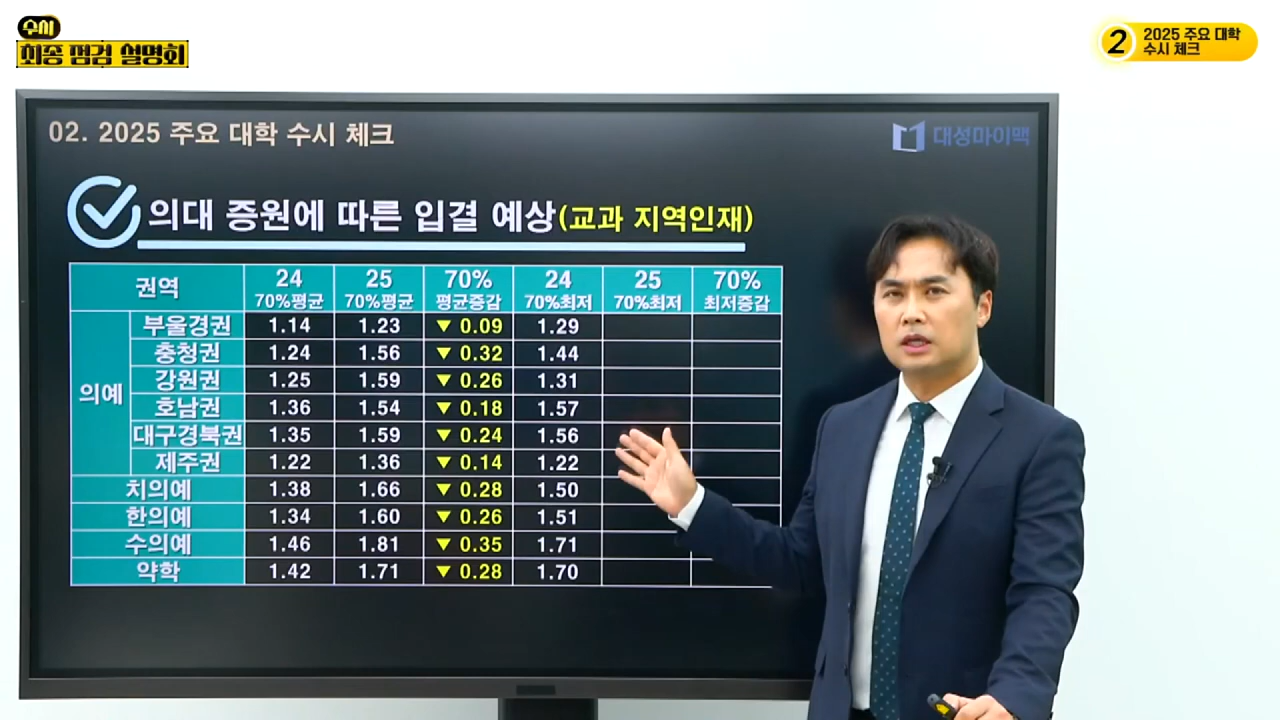 수시
최종 점검 설명회
2 2025 주요 대학
수시 체크
02. 2025 주요 대학 수시 체크
대성마이맥
의대 증원에 따른 입결 예상(교과 지역인재)
권역 24 70%평균 25 70%평균 70% 평균증감 24 70%최저 25 70%최저 70% 최저증감
의예
부울경권 1.14 1.23 ▼ 0.09 1.29
충청권 1.24 1.56 ▼ 0.32 1.44
강원권 1.25 1.59 ▼ 0.26 1.31
호남권 1.36 1.54 ▼ 0.18 1.57
대구경북권 1.35 1.59 ▼ 0.24 1.56
제주권 1.22 1.36 ▼ 0.14 1.22
치의예 1.38 1.66 ▼ 0.28 1.50
한의예 1.34 1.60 ▼ 0.26 1.51
수의예 1.46 1.81 ▼ 0.35 1.71
약학 1.42 1.71 ▼ 0.28 1.70